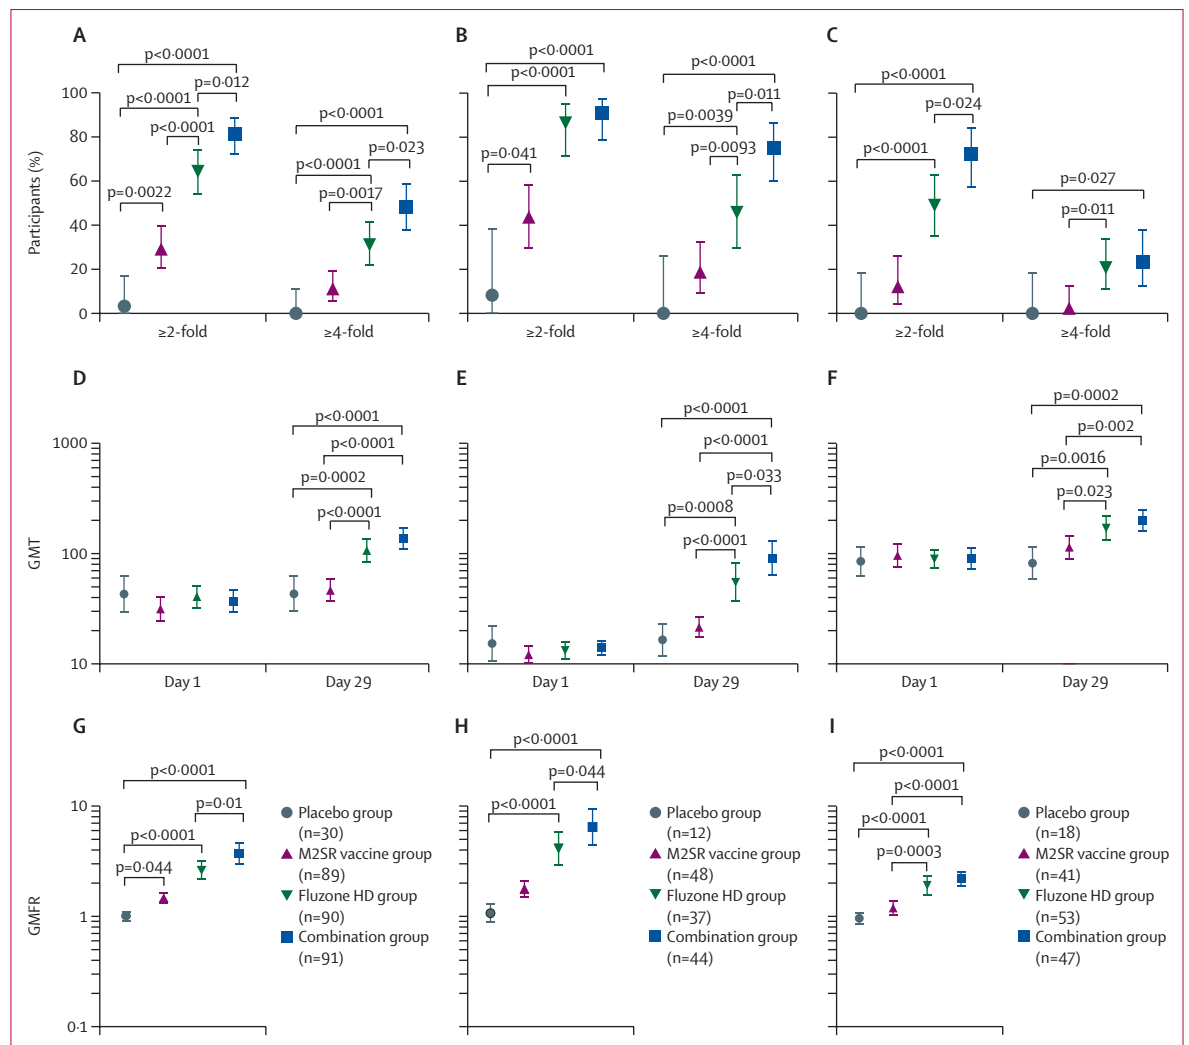 A
p<0·0001
p=0·012
p<0·0001
p<0·0001
p=0·0022
p<0·0001
p=0·023
p<0·0001
p=0·0017
Participants (%)
100
80
60
40
20
0
≥2-fold
≥4-fold
B
p<0·0001
p<0·0001
p=0·041
p<0·0001
p=0·011
p=0·0039
p=0·0093
≥2-fold
≥4-fold
C
p<0·0001
p=0·024
p<0·0001
p=0·027
p=0·011
≥2-fold
≥4-fold
D
p<0·0001
p<0·0001
p=0·0002
p<0·0001
GMT
1000
100
10
Day 1
Day 29
E
p<0·0001
p<0·0001
p=0·033
p=0·0008
p<0·0001
Day 1
Day 29
F
p=0·0002
p=0·002
p=0.0016
p=0·023
Day 1
Day 29
G
p<0·0001
p=0·01
p<0·0001
p=0·044
GMFR
10
1
0·1
Placebo group
(n=30)
M2SR vaccine group
(n=89)
Fluzone HD group
(n=90)
Combination group
(n=91)
H
p<0·0001
p=0·044
p<0·0001
Placebo group
(n=12)
M2SR vaccine group
(n=48)
Fluzone HD group
(n=37)
Combination group
(n=44)
I
p<0·0001
p<0·0001
p<0·0001
p=0·0003
Placebo group
(n=18)
M2SR vaccine group
(n=41)
Fluzone HD group
(n=53)
Combination group
(n=47)